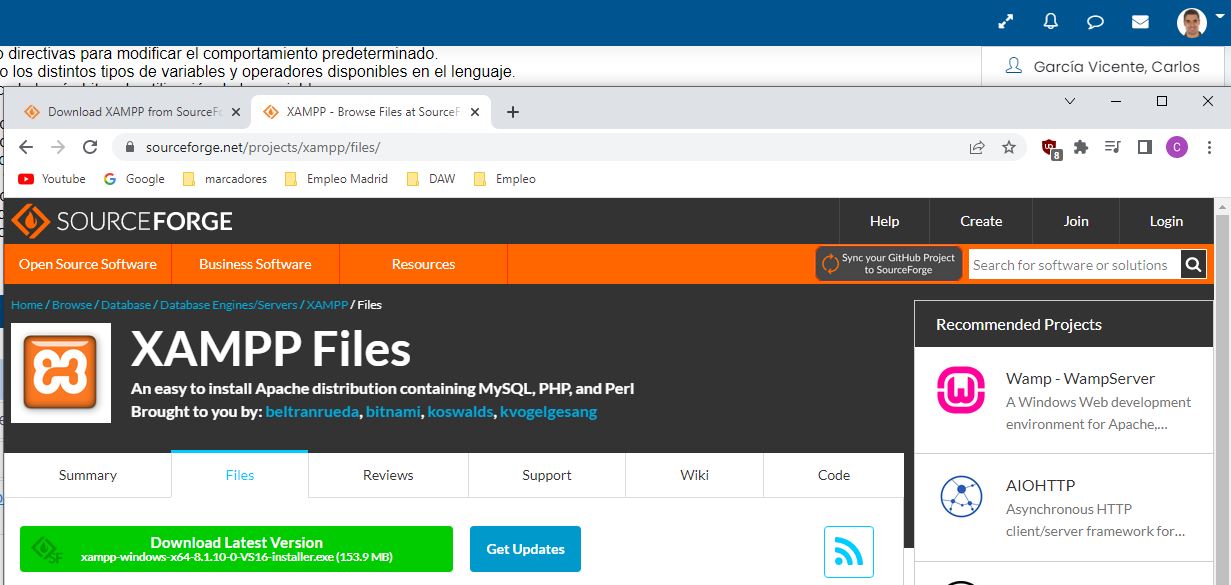 o directivas para modificar el comportamiento predeterminado.
o los distintos tipos de variables y operadores disponibles en el lenguaje.
García Vicente, Carlos
Download XAMPP from SourceFo
XAMPP - Browse Files at SourceF
sourceforge.net/projects/xampp/files/
8
C
Youtube
Google
marcadores
Empleo Madrid
DAW
Empleo
SOURCEFORGE
Help
Create
Join
Login
Open Source Software
Business Software
Resources
Sync your GitHub Project
to SourceForge
Search for software or solutions
Home / Browse / Database / Database Engines/Servers / XAMPP / Files
XAMPP Files
An easy to install Apache distribution containing MySQL, PHP, and Perl
Brought to you by: beltranrueda, bitnami, koswalds, kvogelgesang
Summary
Files
Reviews
Support
Wiki
Code
SF
Download Latest Version
xampp-windows-x64-8.1.10-0-VS16-installer.exe (153.9 MB)
Get Updates
Recommended Projects
Wamp - WampServer
A Windows Web development
environment for Apache,...
AIOHTTP
Asynchronous HTTP
client/server framework for...